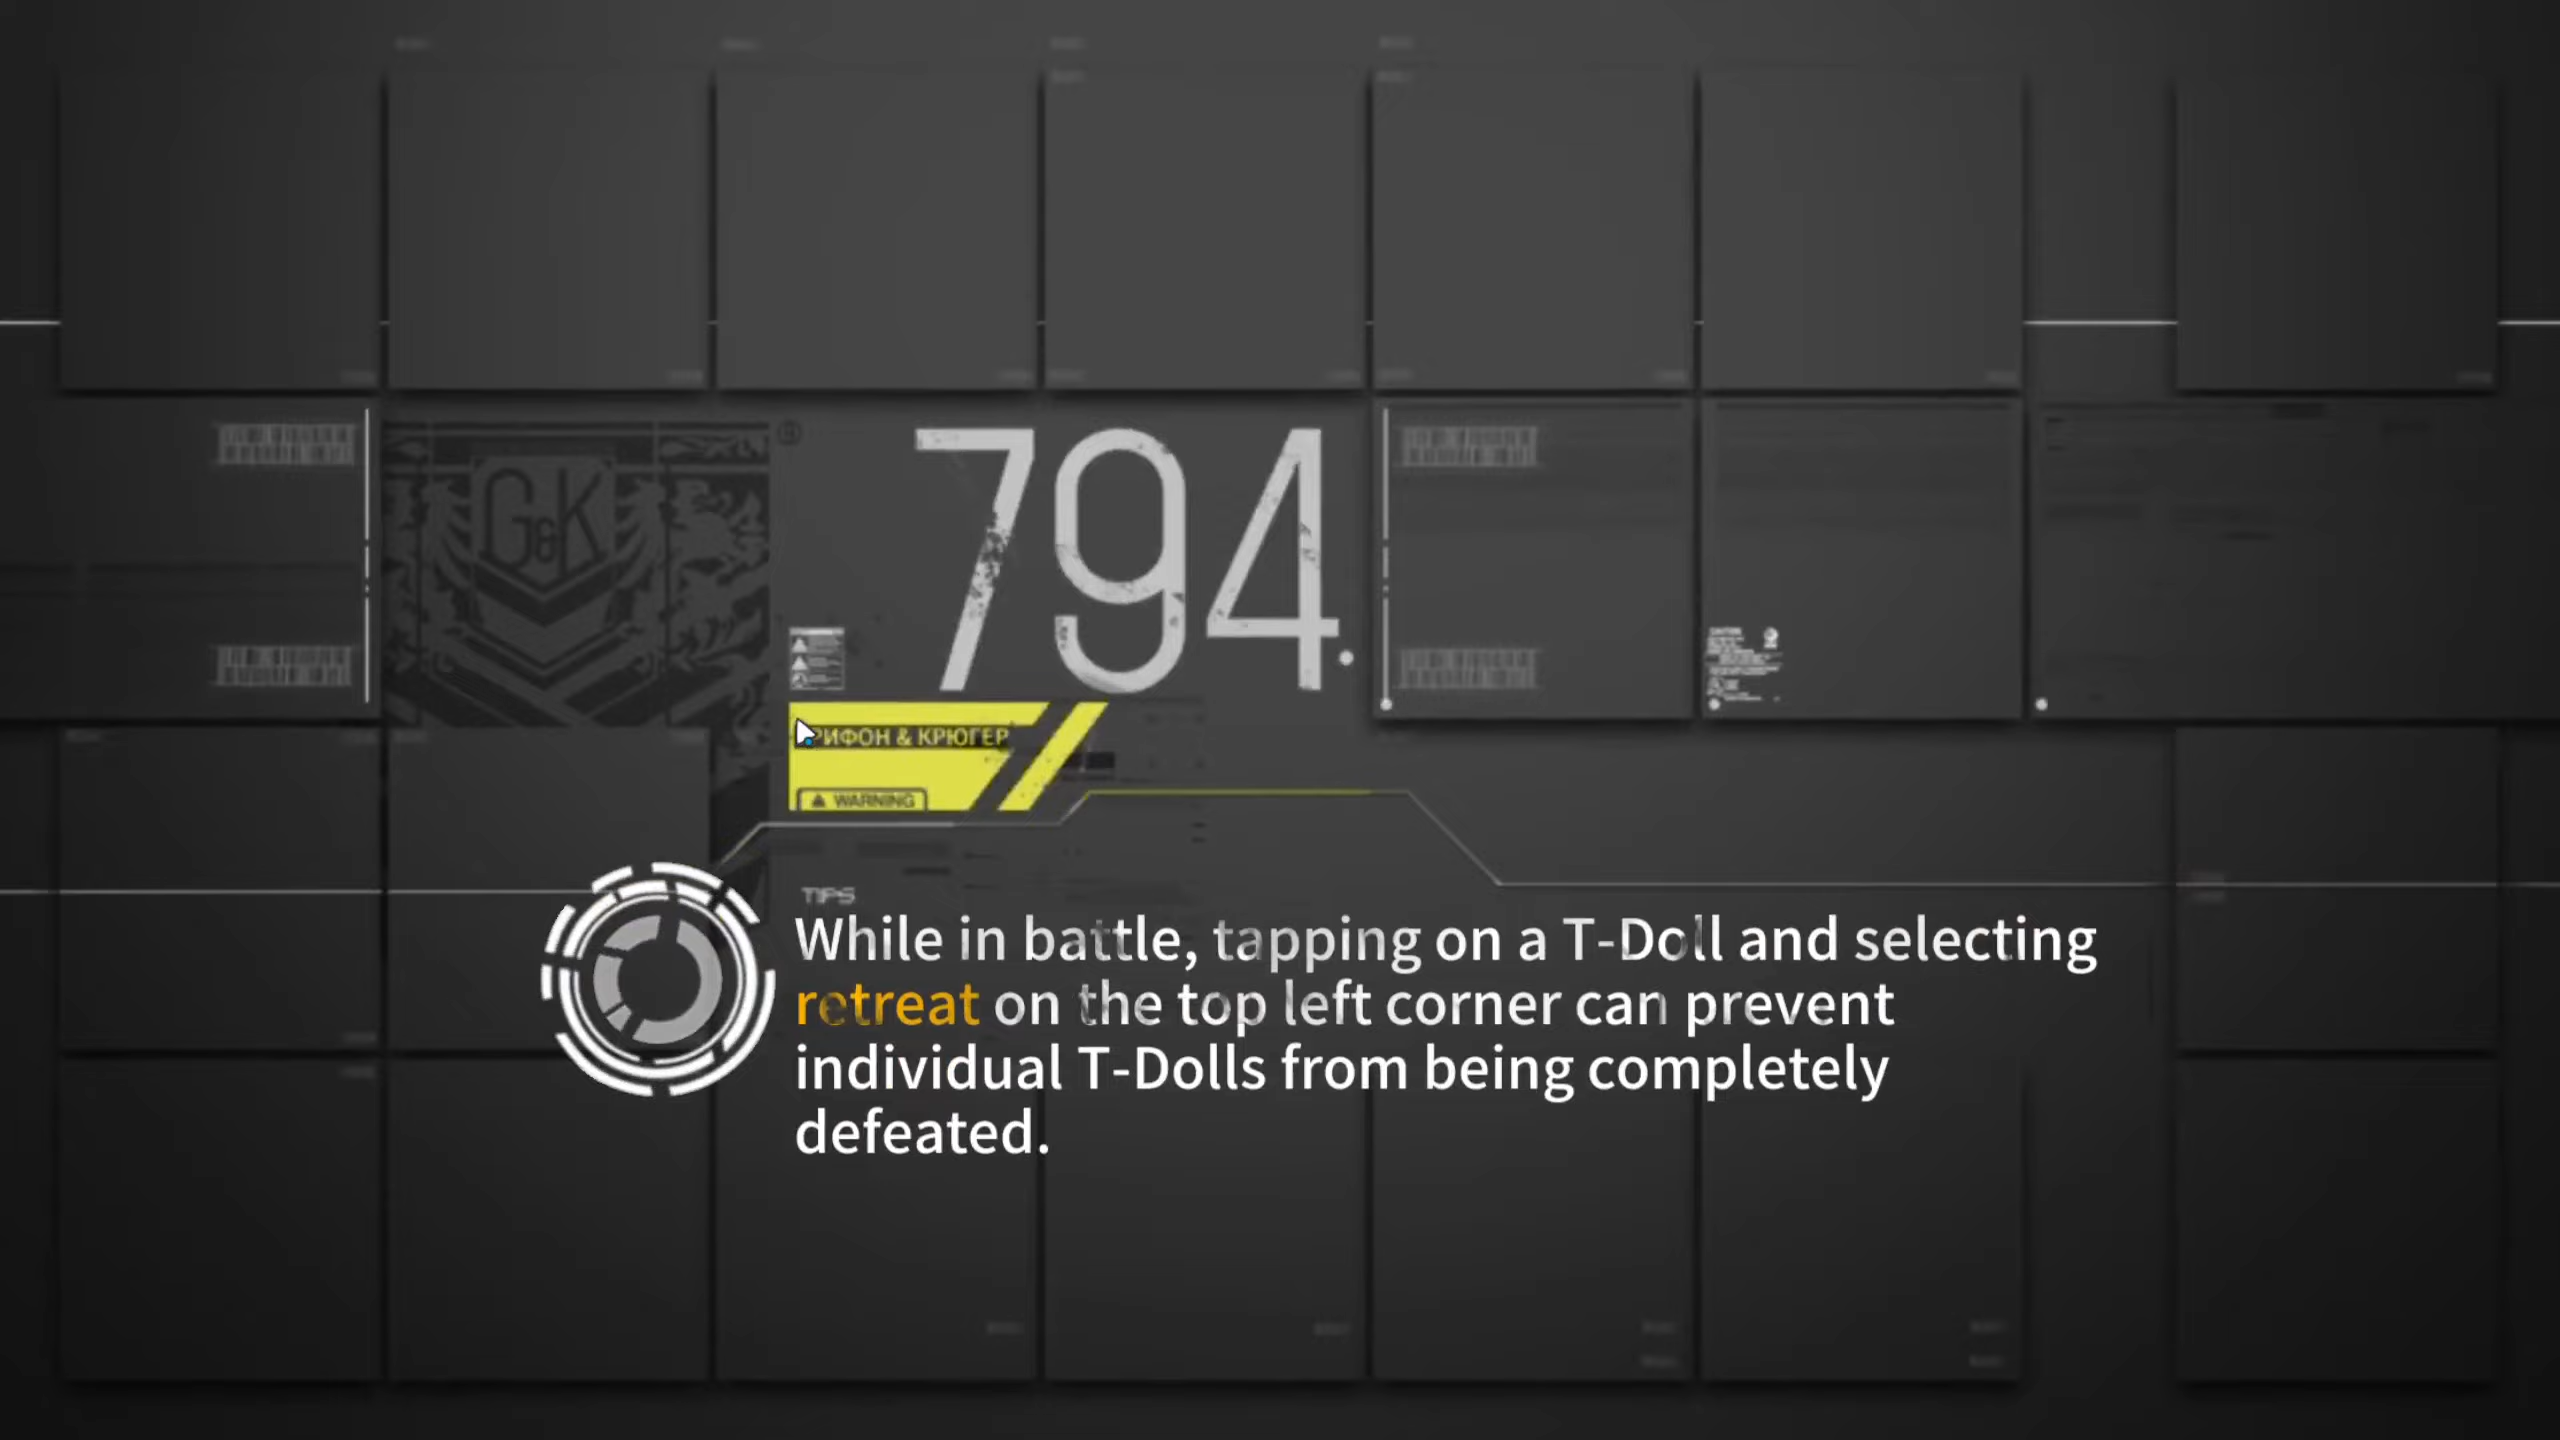 G&K
®
794.
РИФОН & КРЮГЕР
WARNING
TIPS
While in battle, tapping on a T-Doll and selecting
retreat on the top left corner can prevent
individual T-Dolls from being completely
defeated.